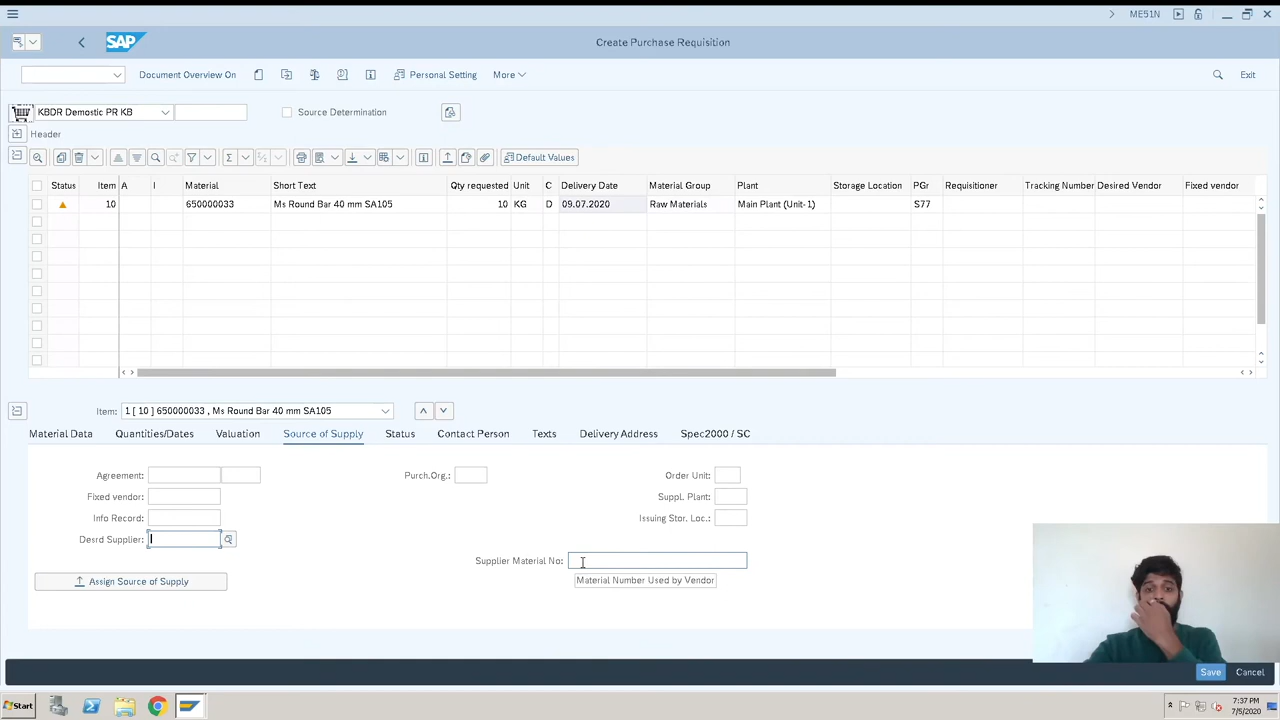 ME51N
SAP
Create Purchase Requisition
Document Overview On
Personal Setting
More
Exit
KBDR Demostic PR KB
Source Determination
Header
Default Values
Status Item A I Material Short Text Qty requested Unit C Delivery Date Material Group Plant Storage Location PGr Requisitioner Tracking Number Desired Vendor Fixed vendor
10 650000033 Ms Round Bar 40 mm SA105 10 KG D 09.07.2020 Raw Materials Main Plant (Unit-1) S77
Item: 1 [ 10 ] 650000033 , Ms Round Bar 40 mm SA105
Material Data Quantities/Dates Valuation Source of Supply Status Contact Person Texts Delivery Address Spec2000 / SC
Agreement: Purch.Org.: Order Unit:
Fixed vendor: Suppl. Plant:
Info Record: Issuing Stor. Loc.:
Desrd Supplier:
Supplier Material No:
Material Number Used by Vendor
Assign Source of Supply
Save Cancel
Start
7:37 PM
7/5/2020